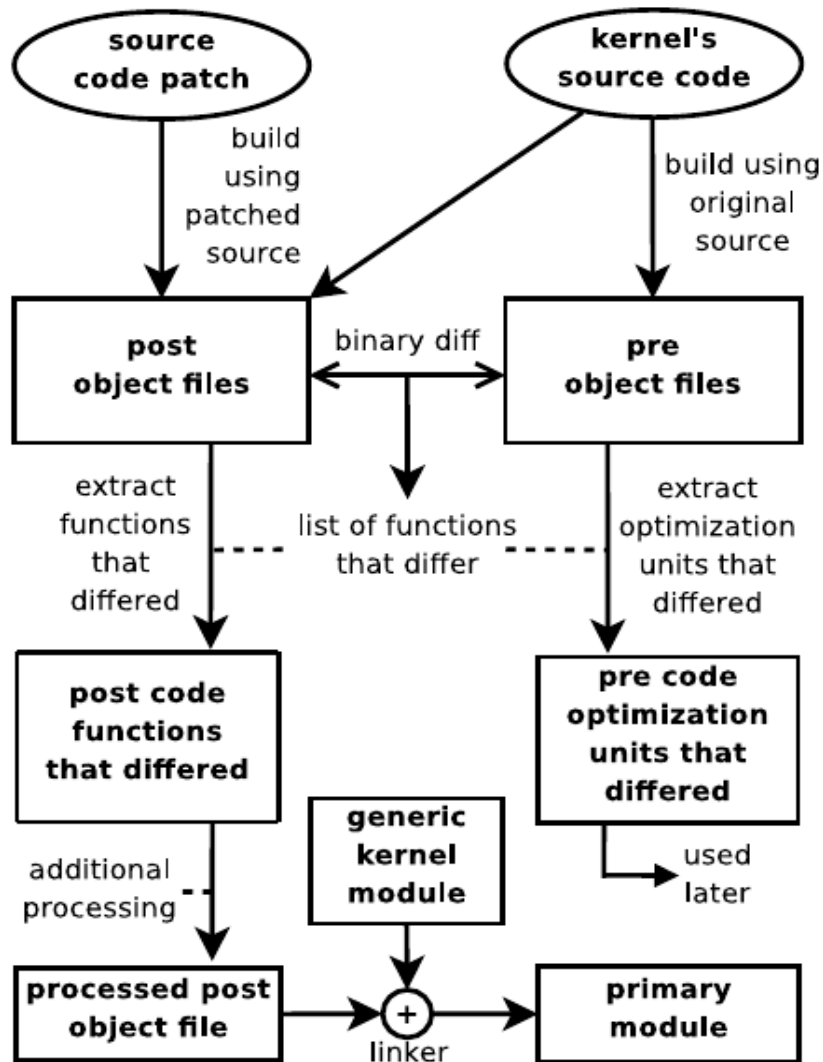 source
code patch
kernel's
source code
build
using
patched
source
build using
original
source
post
object files
binary diff
pre
object files
extract
functions
that
differed
list of functions
that differ
extract
optimization
units that
differed
post code
functions
that differed
pre code
optimization
units that
differed
generic
kernel
module
additional
processing
used
later
processed post
object file
+
linker
primary
module